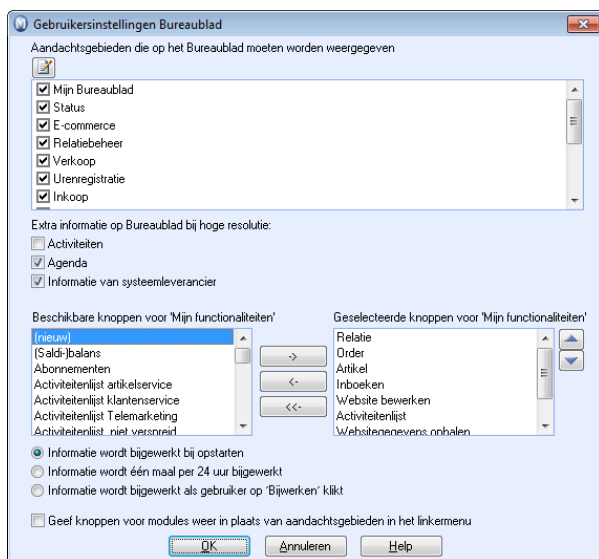 Gebruikersinstellingen Bureaublad
Aandachtsgebieden die op het Bureaublad moeten worden weergegeven
Mijn Bureaublad
Status
E-commerce
Relatiebeheer
Verkoop
Urenregistratie
Inkoop
Extra informatie op Bureaublad bij hoge resolutie:
Activiteiten
Agenda
Informatie van systeemleverancier
Beschikbare knoppen voor 'Mijn functionaliteiten'
(nieuw)
(Saldi-)balans
Abonnementen
Activiteitenlijst artikelservice
Activiteitenlijst klantenservice
Activiteitenlijst Telemarketing
Activiteitenlijst, niet verspreid
->
<-
<<-
Geselecteerde knoppen voor 'Mijn functionaliteiten'
Relatie
Order
Artikel
Inboeken
Website bewerken
Activiteitenlijst
Websitegegevens ophalen
Informatie wordt bijgewerkt bij opstarten
Informatie wordt één maal per 24 uur bijgewerkt
Informatie wordt bijgewerkt als gebruiker op 'Bijwerken' klikt
Geef knoppen voor modules weer in plaats van aandachtsgebieden in het linkermenu
OK
Annuleren
Help